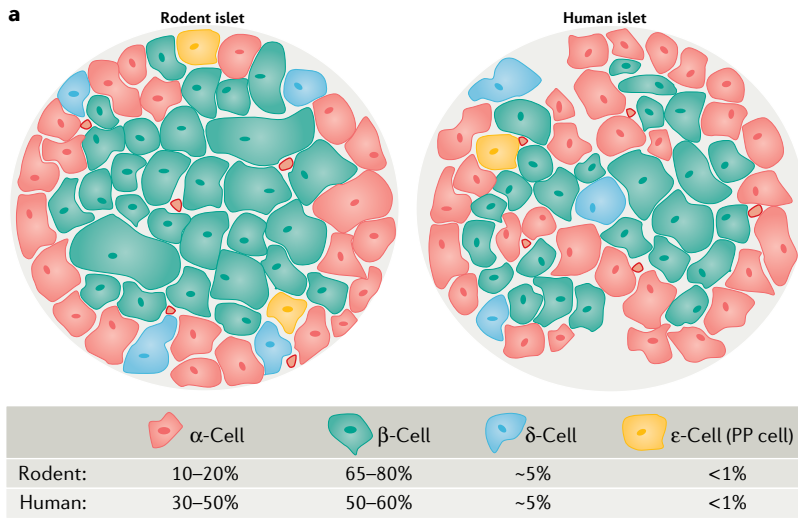 a
Rodent islet Human islet
α-Cell β-Cell δ-Cell ε-Cell (PP cell)
Rodent: 10–20% 65–80% ~5% <1%
Human: 30–50% 50–60% ~5% <1%